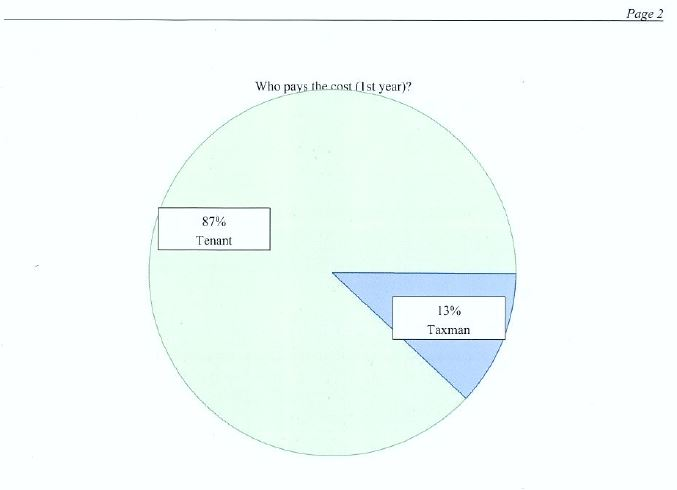 Page 2
Who pays the cost (1st year)?
87%
Tenant
13%
Taxman